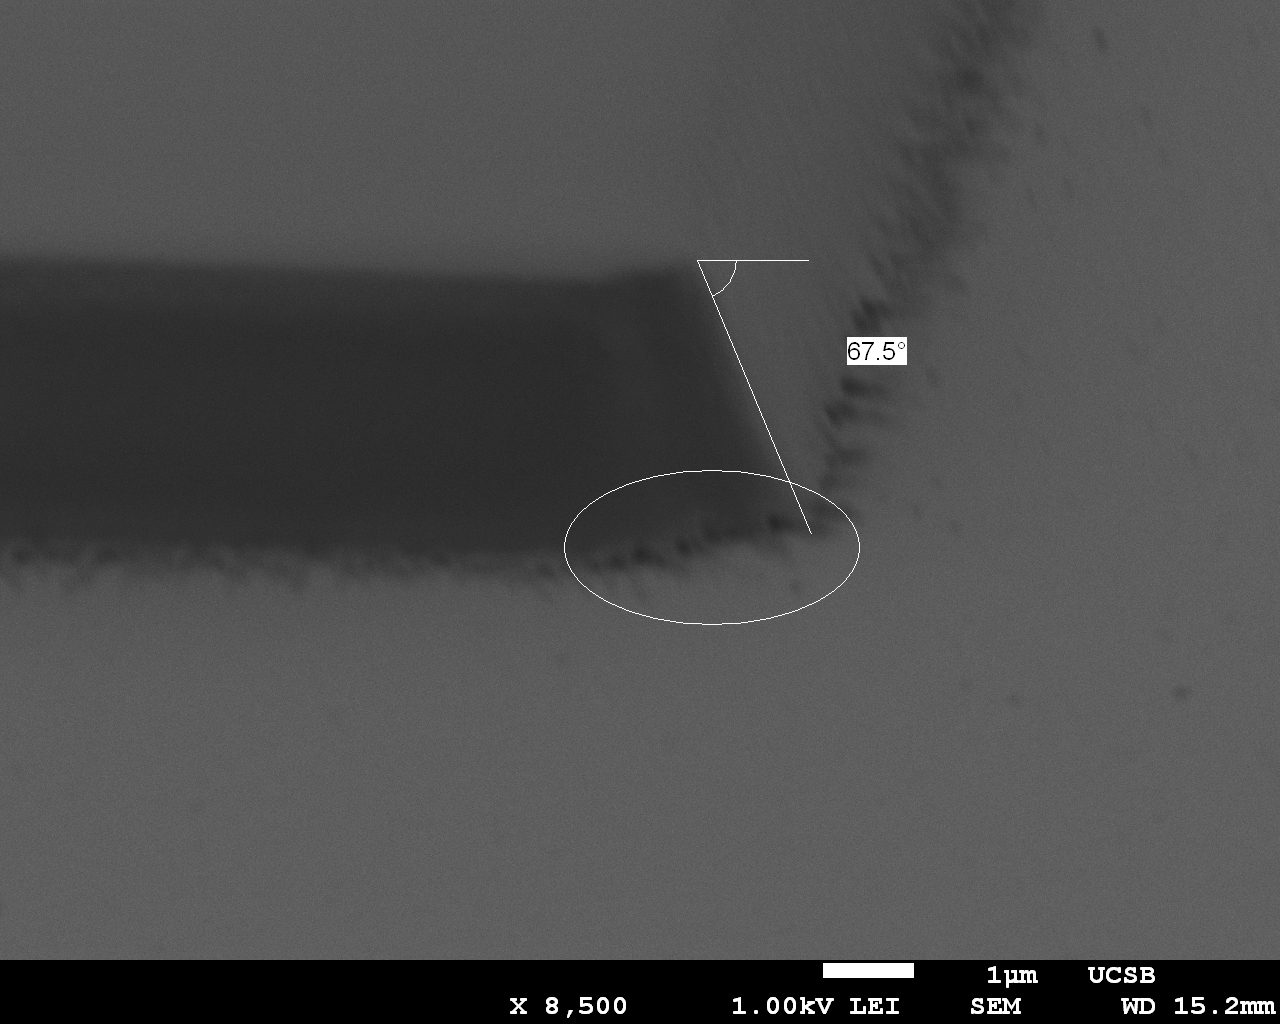 67.5°
1µm UCSB
X 8,500 1.00kV LEI SEM WD 15.2mm